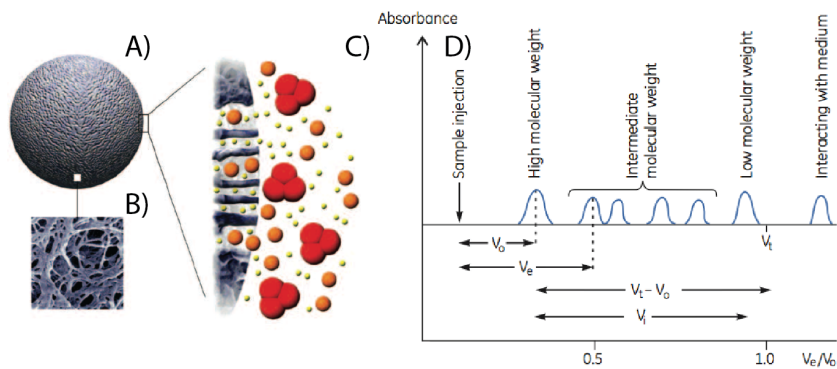 A)
B)
C)
D)
Absorbance
Sample injection
High molecular weight
Intermediate
molecular weight
Low molecular weight
Interacting with medium
Vₒ
Vₑ
Vₜ
Vₜ – Vₒ
Vᵢ
0.5
1.0
Vₑ/Vₒ